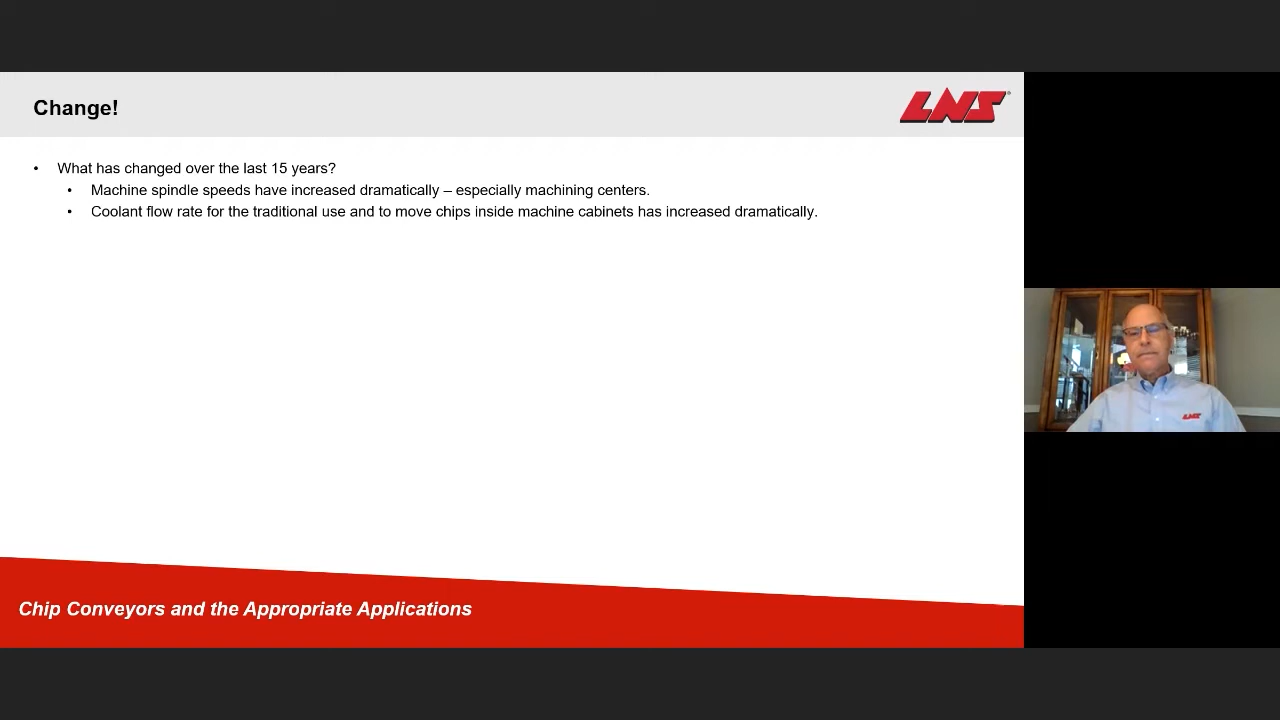 Change!
LNS®
• What has changed over the last 15 years?
• Machine spindle speeds have increased dramatically – especially machining centers.
• Coolant flow rate for the traditional use and to move chips inside machine cabinets has increased dramatically.
LNS
Chip Conveyors and the Appropriate Applications